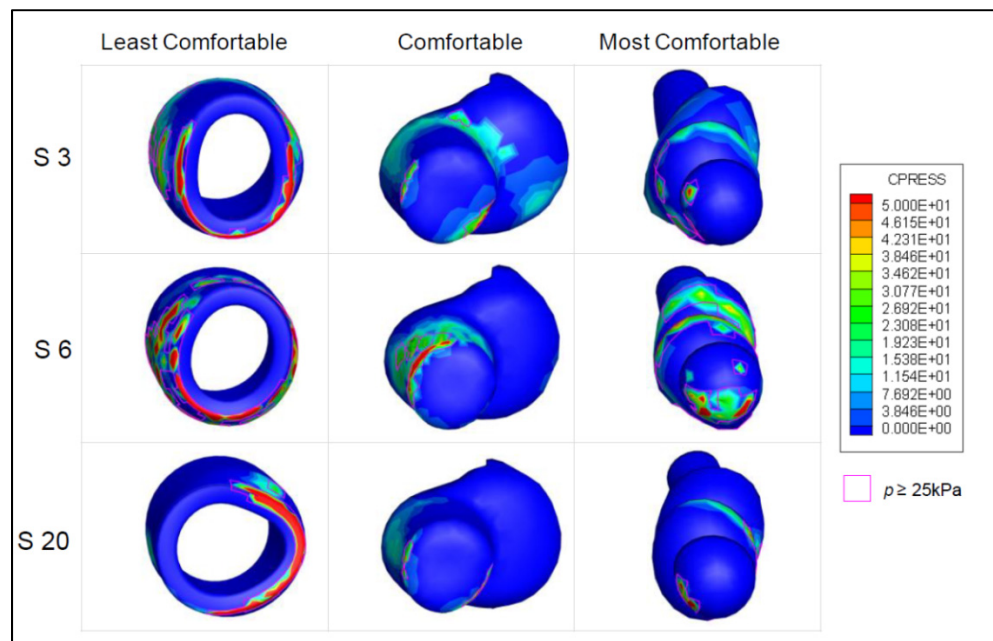 Least Comfortable Comfortable Most Comfortable
S 3
S 6
S 20
CPRESS
5.000E+01
4.615E+01
4.231E+01
3.846E+01
3.462E+01
3.077E+01
2.692E+01
2.308E+01
1.923E+01
1.538E+01
1.154E+01
7.692E+00
3.846E+00
0.000E+00
p ≥ 25kPa